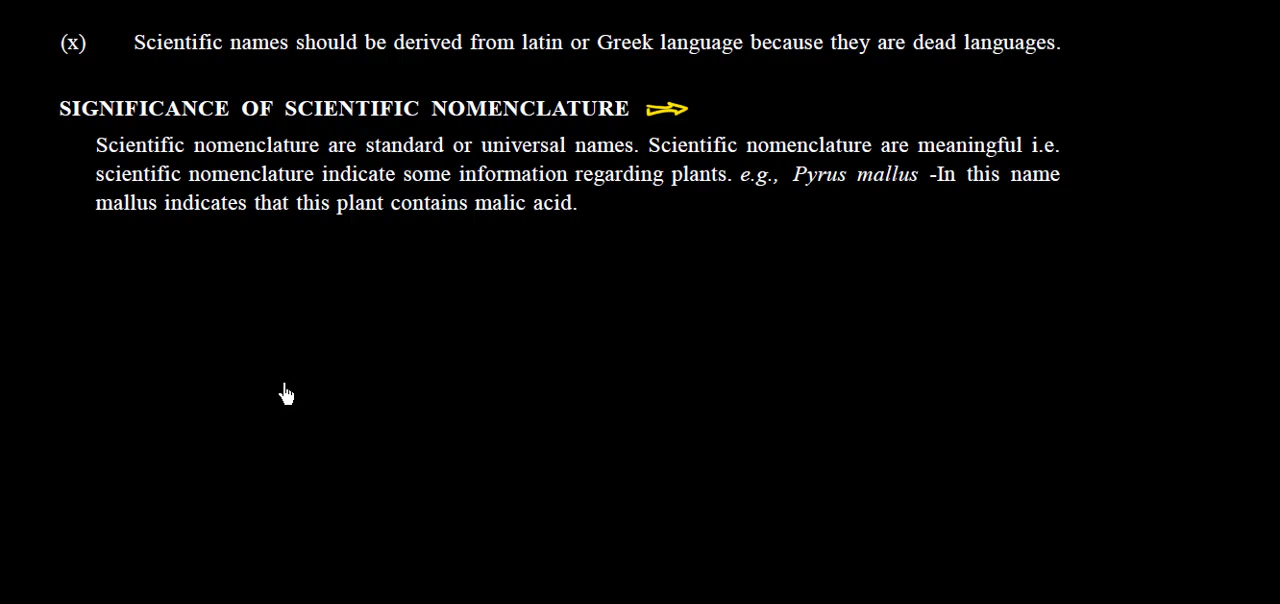 (x) Scientific names should be derived from latin or Greek language because they are dead languages.
SIGNIFICANCE OF SCIENTIFIC NOMENCLATURE
Scientific nomenclature are standard or universal names. Scientific nomenclature are meaningful i.e.
scientific nomenclature indicate some information regarding plants. e.g., Pyrus mallus -In this name
mallus indicates that this plant contains malic acid.